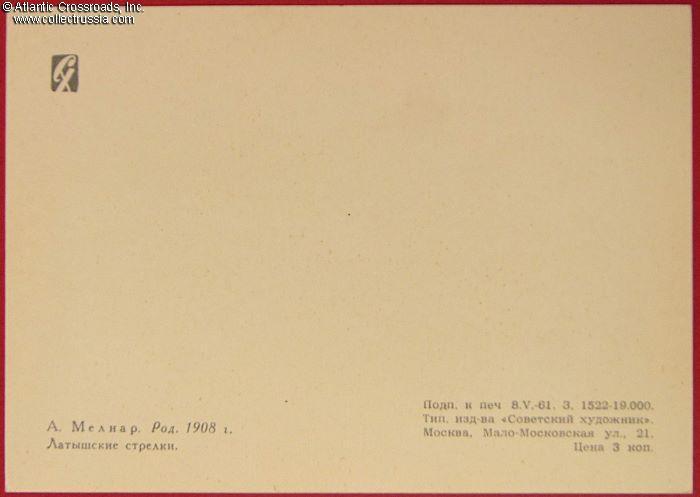 © Atlantic Crossroads, Inc.
www.collectrussia.com
СХ
А. Мелнар. Род. 1908 г.
Латышские стрелки.
Подп. к печ 8.V.-61. З. 1522-19.000.
Тип. изд-ва «Советский художник».
Москва, Мало-Московская ул., 21.
Цена 3 коп.